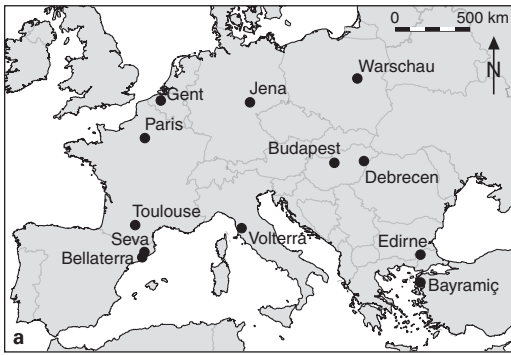 0 500 km
N
Warschau
Gent
Jena
Paris
Budapest
Debrecen
Toulouse
Seva
Volterra
Edirne
Bellaterra
Bayramiç
a